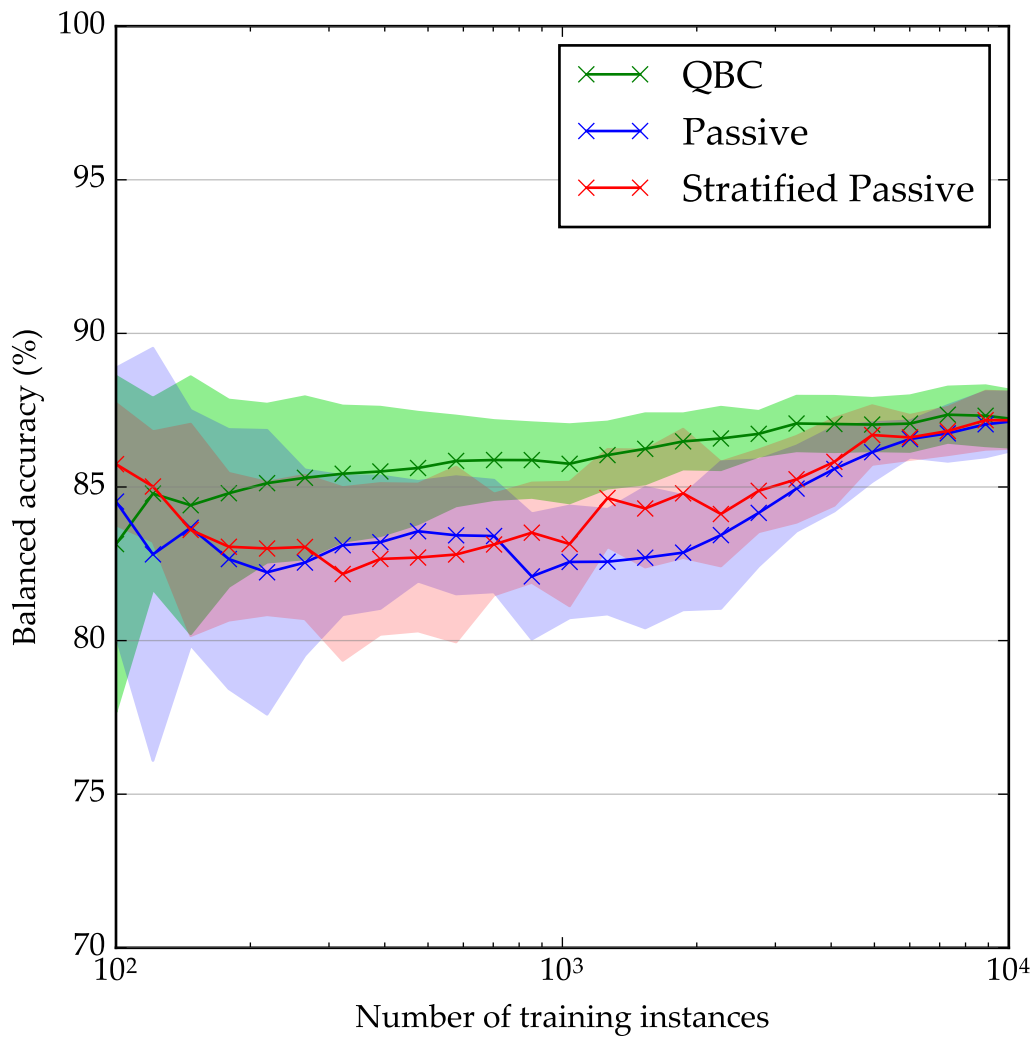 100
95
90
85
80
75
70
10²
10³
10⁴
QBC
Passive
Stratified Passive
Balanced accuracy (%)
Number of training instances